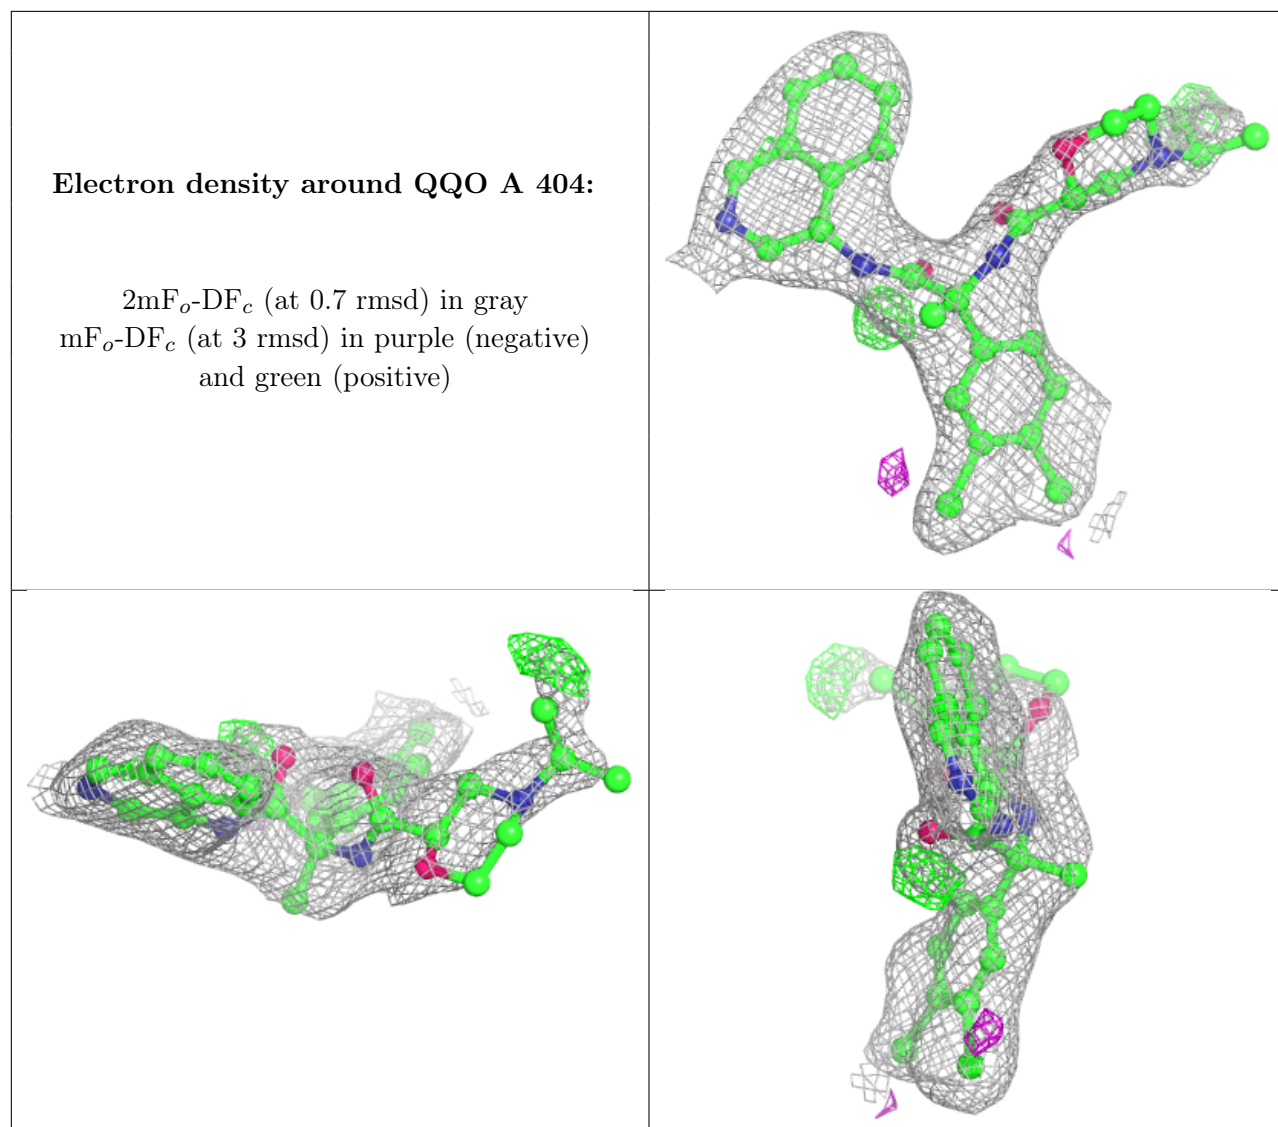 Electron density around QQO A 404:
2mFo-DFc (at 0.7 rmsd) in gray
mFo-DFc (at 3 rmsd) in purple (negative)
and green (positive)